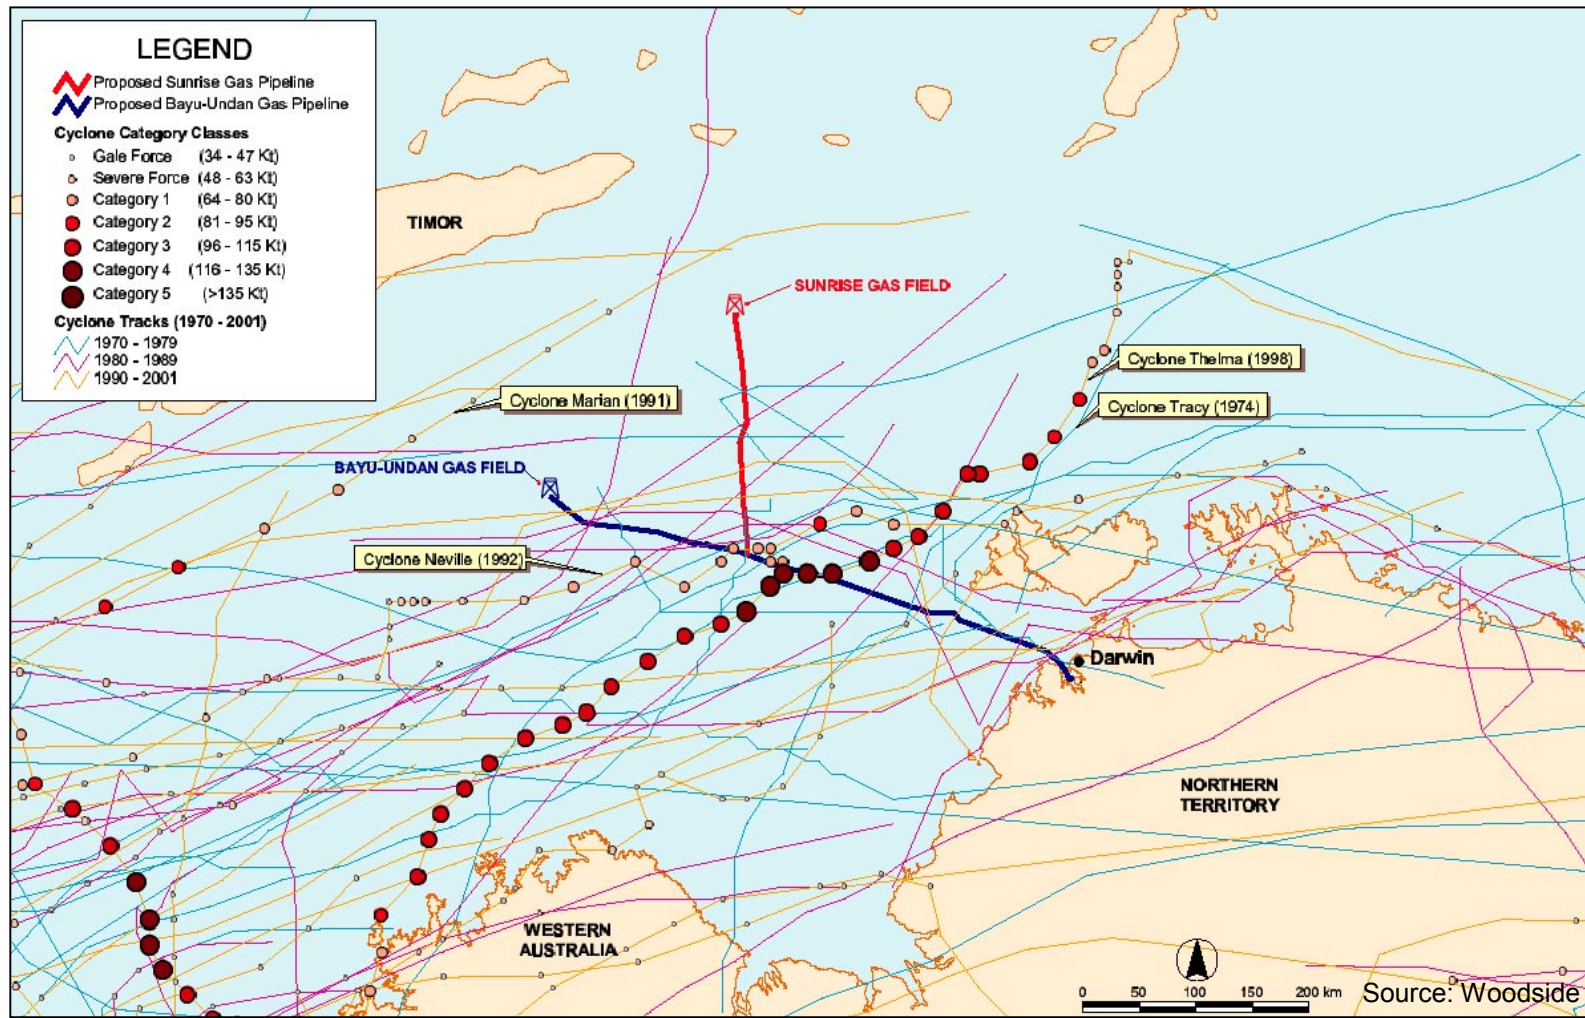 LEGEND
Proposed Sunrise Gas Pipeline
Proposed Bayu-Undan Gas Pipeline
Cyclone Category Classes
Gale Force (34 - 47 Kt)
Severe Force (48 - 63 Kt)
Category 1 (64 - 80 Kt)
Category 2 (81 - 95 Kt)
Category 3 (96 - 115 Kt)
Category 4 (116 - 135 Kt)
Category 5 (>135 Kt)
Cyclone Tracks (1970 - 2001)
1970 - 1979
1980 - 1989
1990 - 2001
TIMOR
SUNRISE GAS FIELD
Cyclone Thelma (1998)
Cyclone Marian (1991)
Cyclone Tracy (1974)
BAYU-UNDAN GAS FIELD
Cyclone Neville (1992)
Darwin
NORTHERN
TERRITORY
WESTERN
AUSTRALIA
0 50 100 150 200 km
Source: Woodside